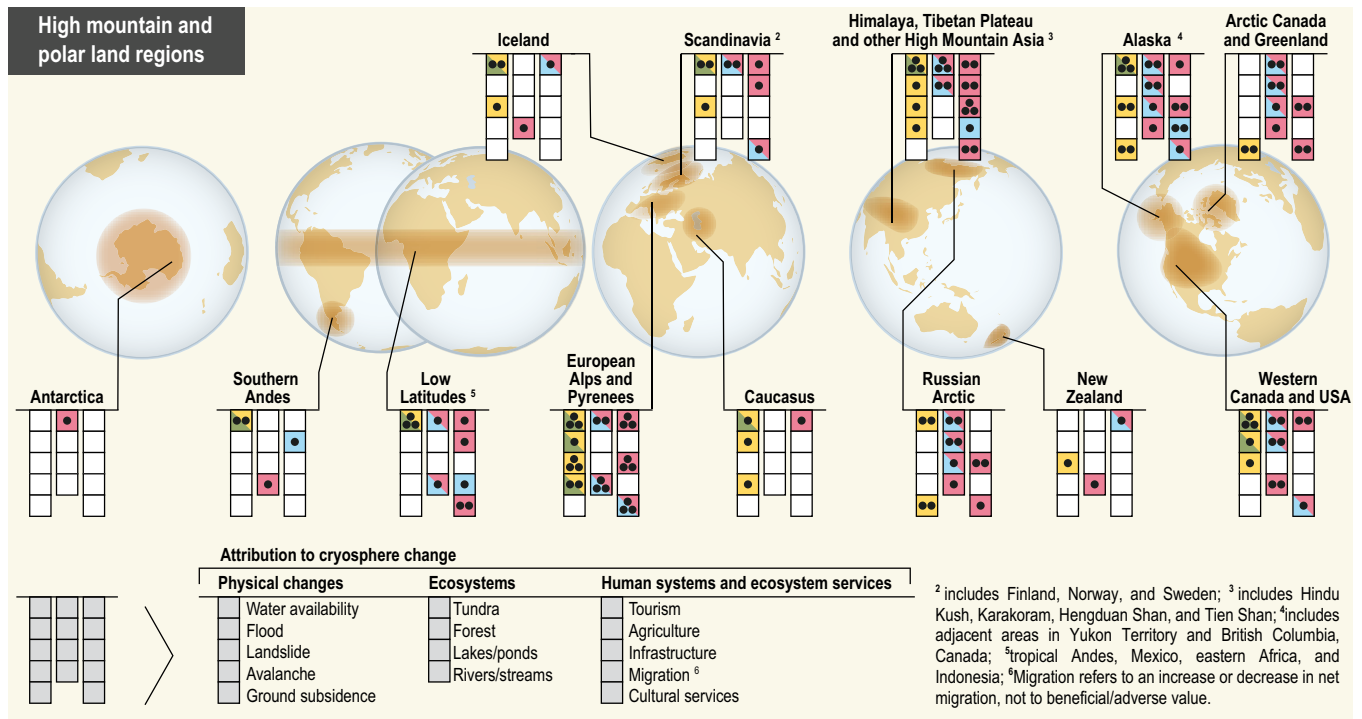 High mountain and
polar land regions
Iceland
Scandinavia ²
Himalaya, Tibetan Plateau
and other High Mountain Asia ³
Alaska ⁴
Arctic Canada
and Greenland
Antarctica
Southern
Andes
Low
Latitudes ⁵
European
Alps and
Pyrenees
Caucasus
Russian
Arctic
New
Zealand
Western
Canada and USA
Attribution to cryosphere change
Physical changes
Water availability
Flood
Landslide
Avalanche
Ground subsidence
Ecosystems
Tundra
Forest
Lakes/ponds
Rivers/streams
Human systems and ecosystem services
Tourism
Agriculture
Infrastructure
Migration ⁶
Cultural services
² includes Finland, Norway, and Sweden; ³ includes Hindu
Kush, Karakoram, Hengduan Shan, and Tien Shan; ⁴includes
adjacent areas in Yukon Territory and British Columbia,
Canada; ⁵tropical Andes, Mexico, eastern Africa, and
Indonesia; ⁶Migration refers to an increase or decrease in net
migration, not to beneficial/adverse value.